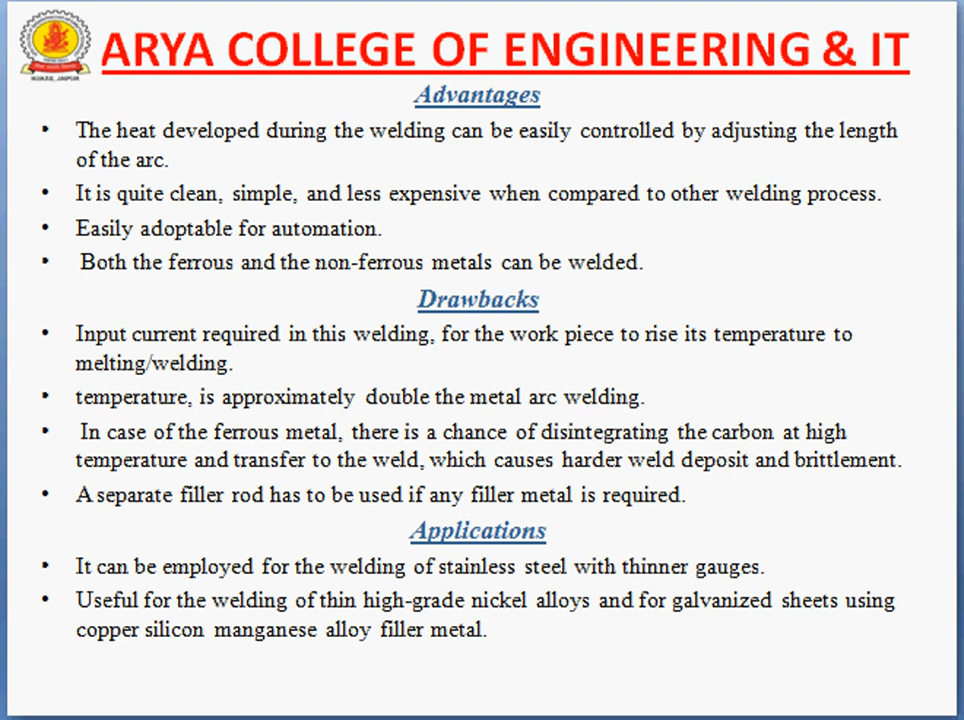 ARYA COLLEGE OF ENGINEERING & IT
KUKAS, JAIPUR
Advantages
• The heat developed during the welding can be easily controlled by adjusting the length
of the arc.
• It is quite clean, simple, and less expensive when compared to other welding process.
• Easily adoptable for automation.
• Both the ferrous and the non-ferrous metals can be welded.
Drawbacks
• Input current required in this welding, for the work piece to rise its temperature to
melting/welding.
• temperature, is approximately double the metal arc welding.
• In case of the ferrous metal, there is a chance of disintegrating the carbon at high
temperature and transfer to the weld, which causes harder weld deposit and brittlement.
• A separate filler rod has to be used if any filler metal is required.
Applications
• It can be employed for the welding of stainless steel with thinner gauges.
• Useful for the welding of thin high-grade nickel alloys and for galvanized sheets using
copper silicon manganese alloy filler metal.